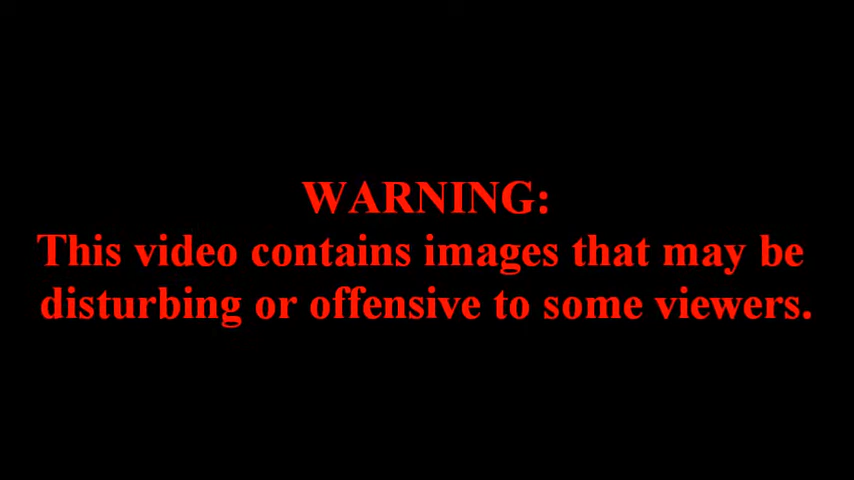 WARNING:
This video contains images that may be
disturbing or offensive to some viewers.